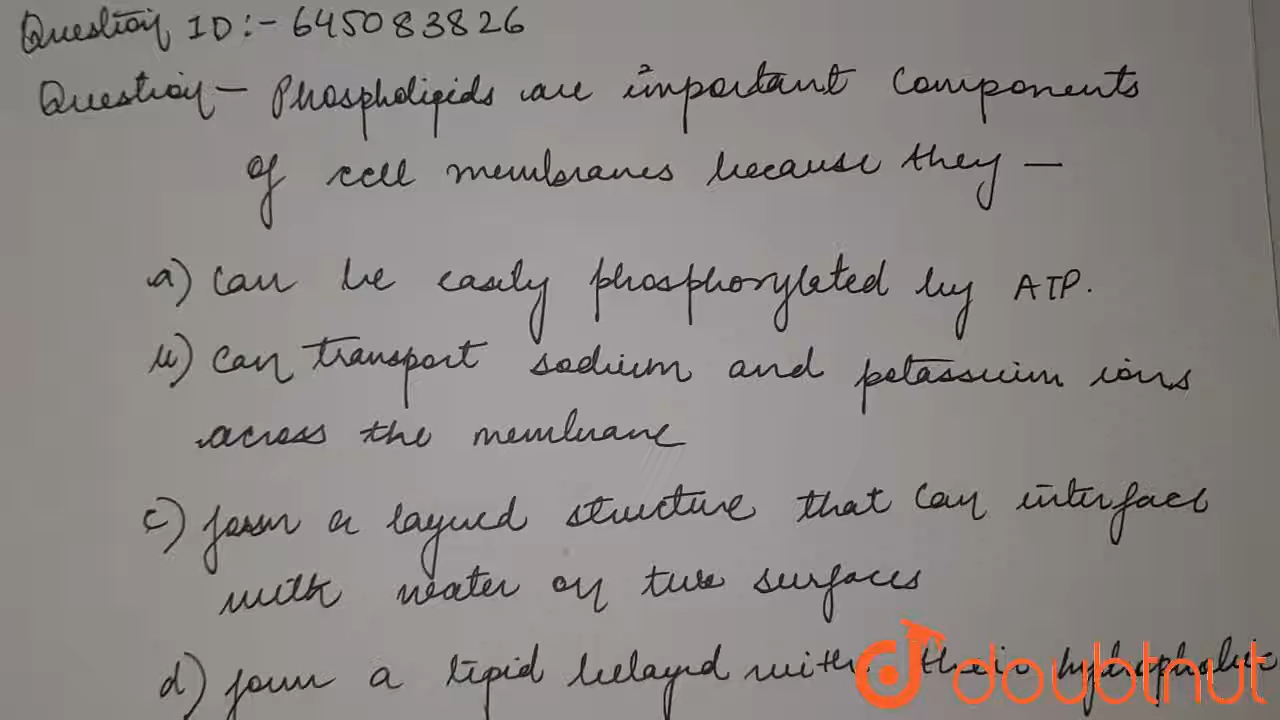 Question ID:- 645083826
Question - Phospholipids are important components
of cell membranes because they -
a) can be easily phosphorylated by ATP.
b) can transport sodium and potassium ions
across the membrane
c) form a layered structure that can interface
with water on two surfaces
d) form a lipid bilayer with their hydrophobic
doubtnut